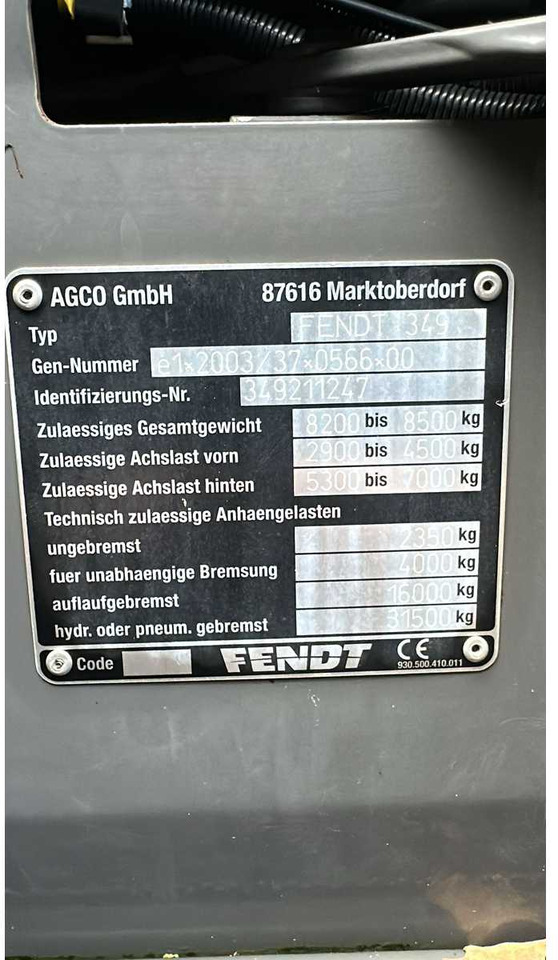 AGCO GmbH 87616 Marktoberdorf
Typ FENDT 349
Gen-Nummer e1*2003/37*0566*00
Identifizierungs-Nr. 349211247
Zulaessiges Gesamtgewicht 8200 bis 8500 kg
Zulaessige Achslast vorn 2900 bis 4500 kg
Zulaessige Achslast hinten 5300 bis 7000 kg
Technisch zulaessige Anhaengelasten
ungebremst 2350 kg
fuer unabhaengige Bremsung 4000 kg
auflaufgebremst 16000 kg
hydr. oder pneum. gebremst 31500 kg
Code FENDT CE
930.500.410.011